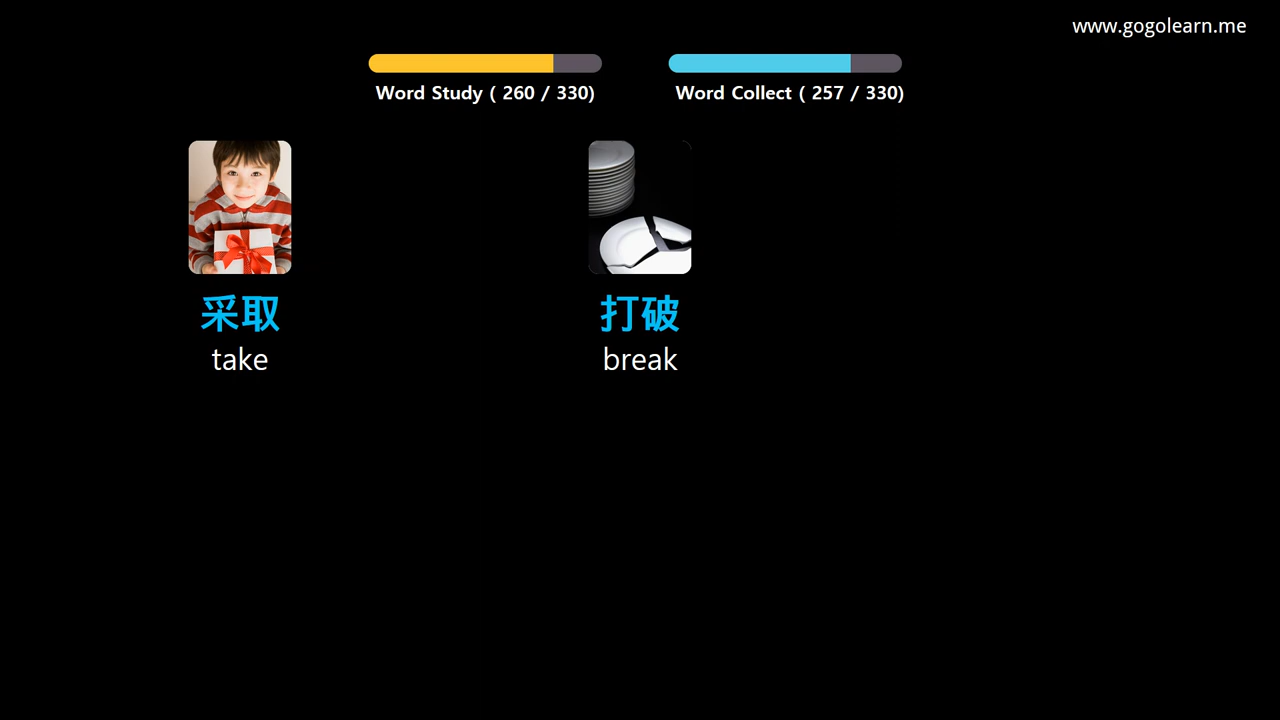 www.gogolearn.me
Word Study ( 260 / 330)
Word Collect ( 257 / 330)
采取
take
打破
break